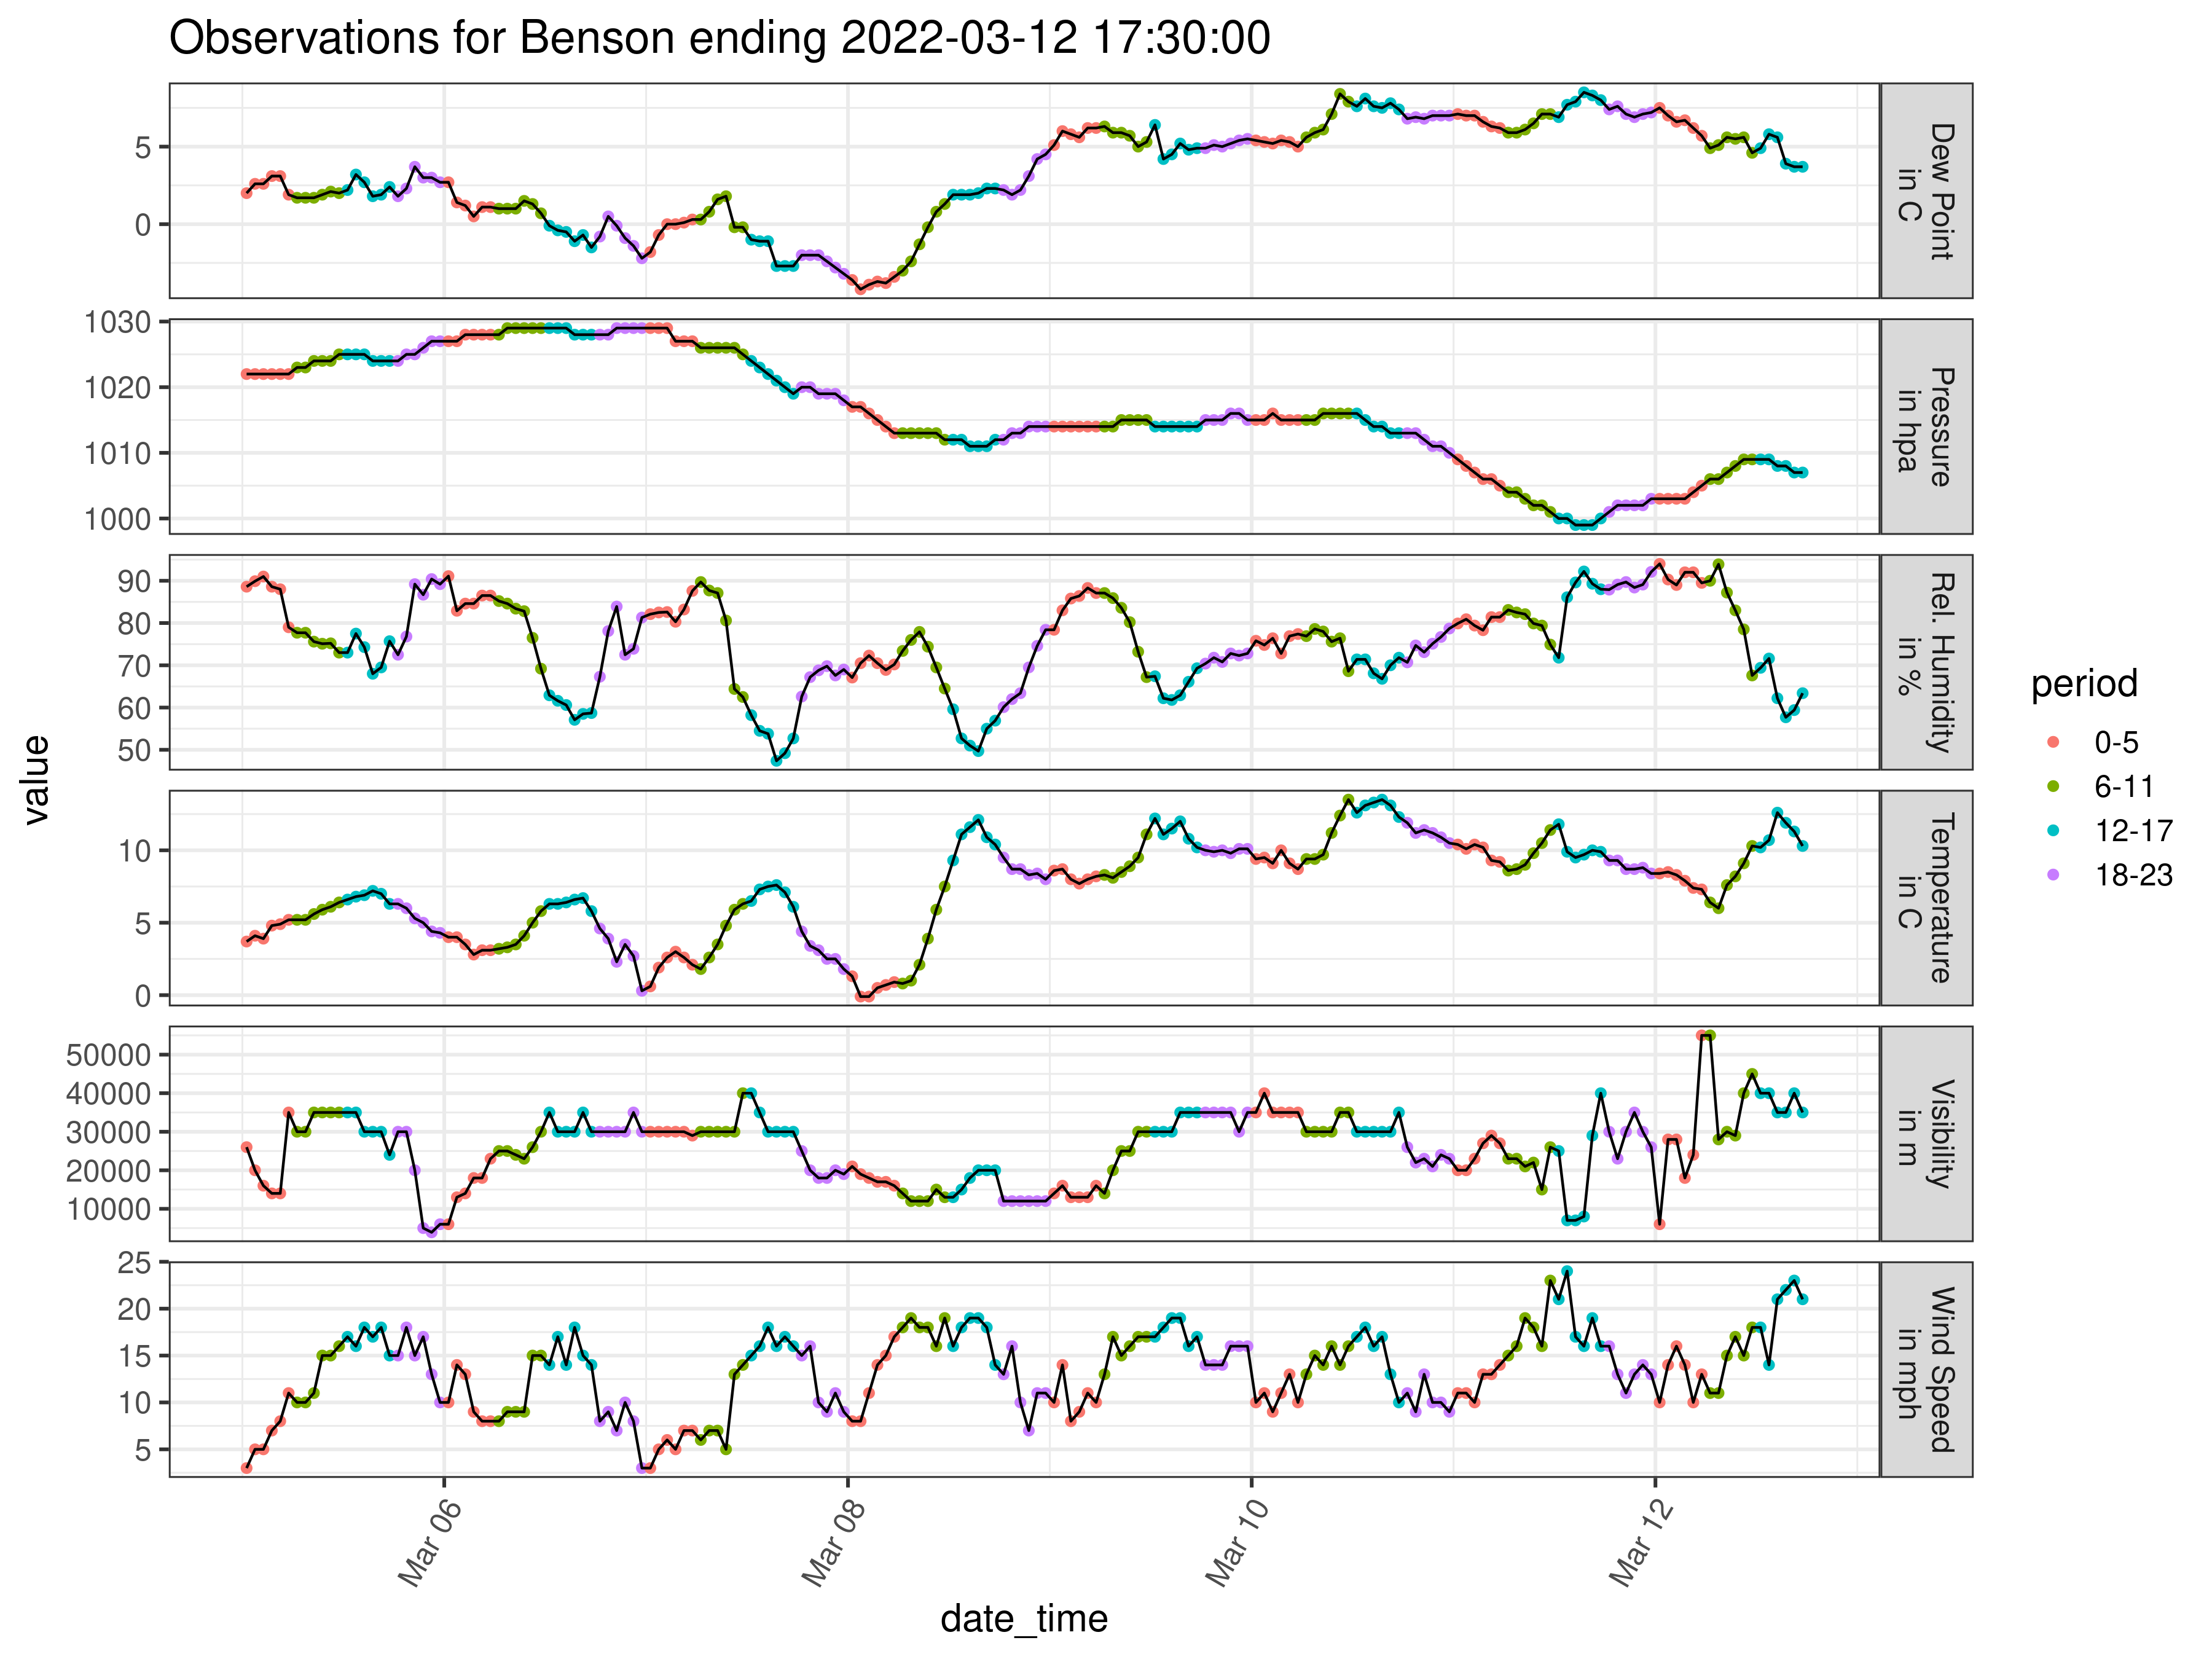 Observations for Benson ending 2022-03-12 17:30:00
value
5
0
Dew Point
in C
1030
1020
1010
1000
Pressure
in hpa
90
80
70
60
50
Rel. Humidity
in %
10
5
0
Temperature
in C
50000
40000
30000
20000
10000
Visibility
in m
25
20
15
10
5
Wind Speed
in mph
Mar 06
Mar 08
Mar 10
Mar 12
date_time
period
0-5
6-11
12-17
18-23